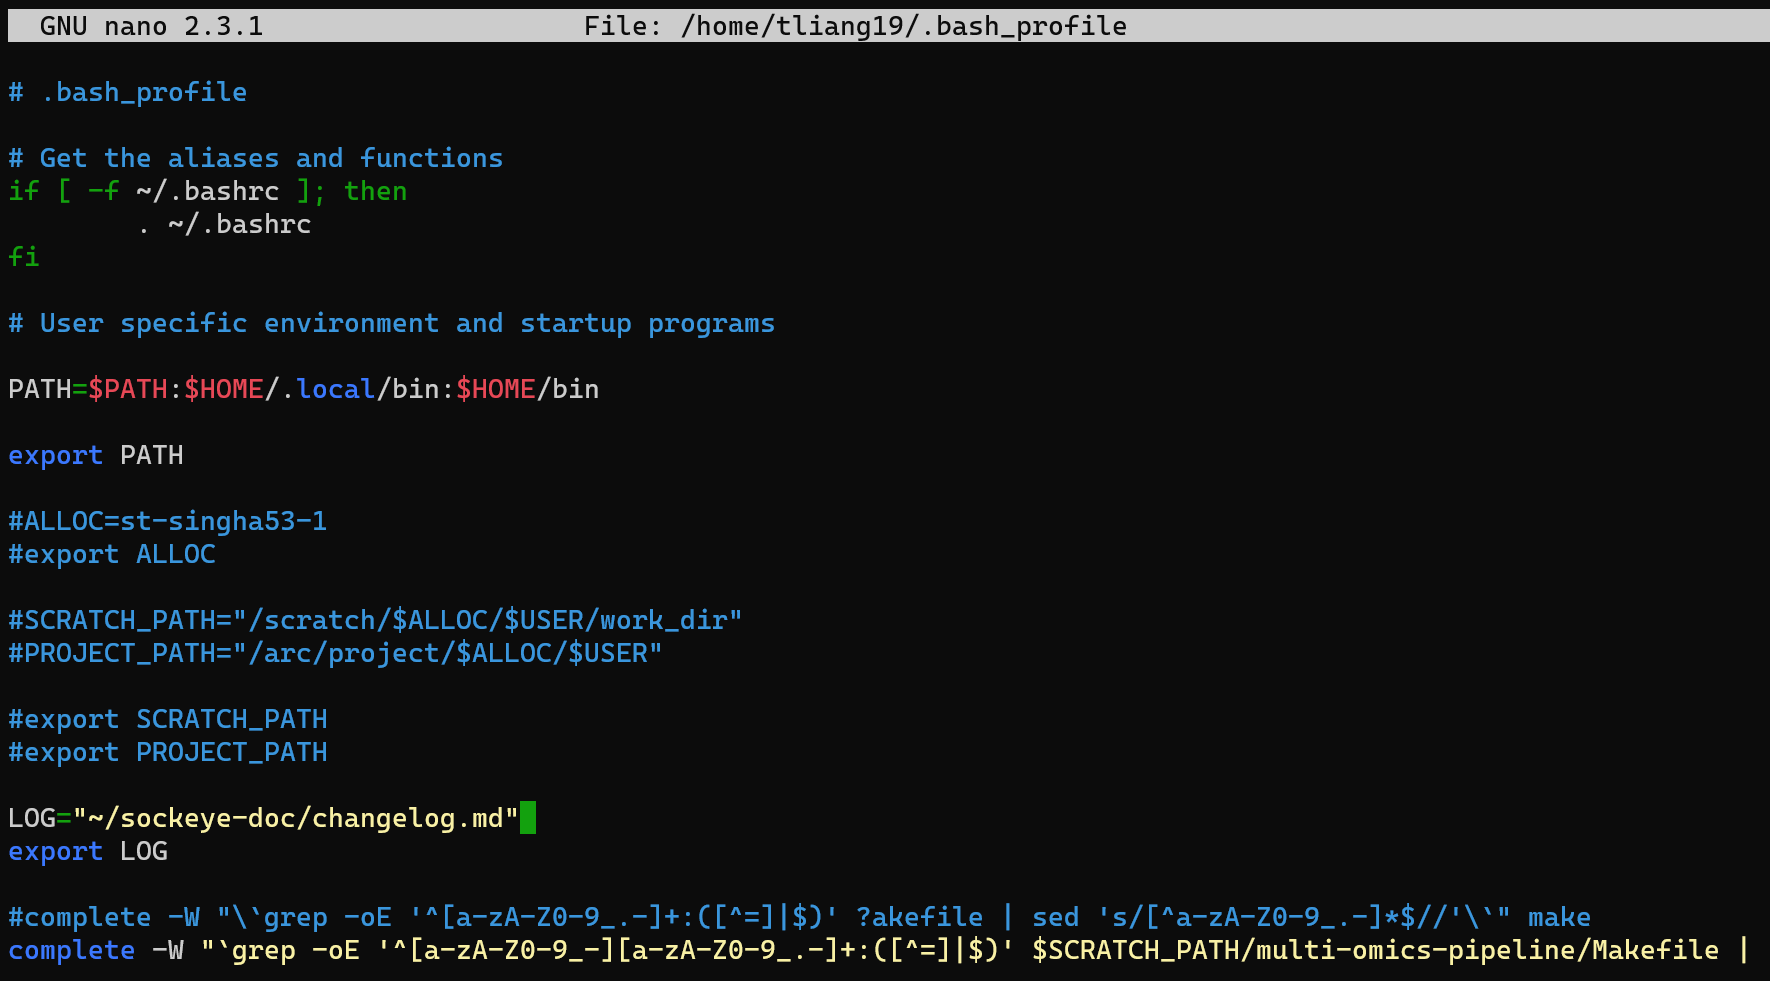 GNU nano 2.3.1 File: /home/tliang19/.bash_profile
# .bash_profile
# Get the aliases and functions
if [ -f ~/.bashrc ]; then
. ~/.bashrc
fi
# User specific environment and startup programs
PATH=$PATH:$HOME/.local/bin:$HOME/bin
export PATH
#ALLOC=st-singha53-1
#export ALLOC
#SCRATCH_PATH="/scratch/$ALLOC/$USER/work_dir"
#PROJECT_PATH="/arc/project/$ALLOC/$USER"
#export SCRATCH_PATH
#export PROJECT_PATH
LOG="~/sockeye-doc/changelog.md"
export LOG
#complete -W "\`grep -oE '^[a-zA-Z0-9_.-]+:([^=]|$)' ?akefile | sed 's/[^a-zA-Z0-9_.-]*$//'\`" make
complete -W "`grep -oE '^[a-zA-Z0-9_-][a-zA-Z0-9_.-]+:([^=]|$)' $SCRATCH_PATH/multi-omics-pipeline/Makefile |